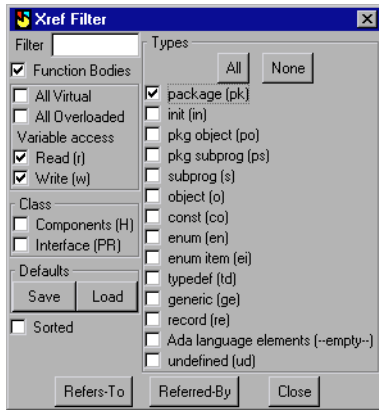 Xref Filter
Filter
Function Bodies
All Virtual
All Overloaded
Variable access
Read (r)
Write (w)
Class
Components (H)
Interface (PR)
Defaults
Save Load
Sorted
Types
All None
package (pk)
init (in)
pkg object (po)
pkg subprog (ps)
subprog (s)
object (o)
const (co)
enum (en)
enum item (ei)
typedef (td)
generic (ge)
record (re)
Ada language elements (--empty--)
undefined (ud)
Refers-To Referred-By Close